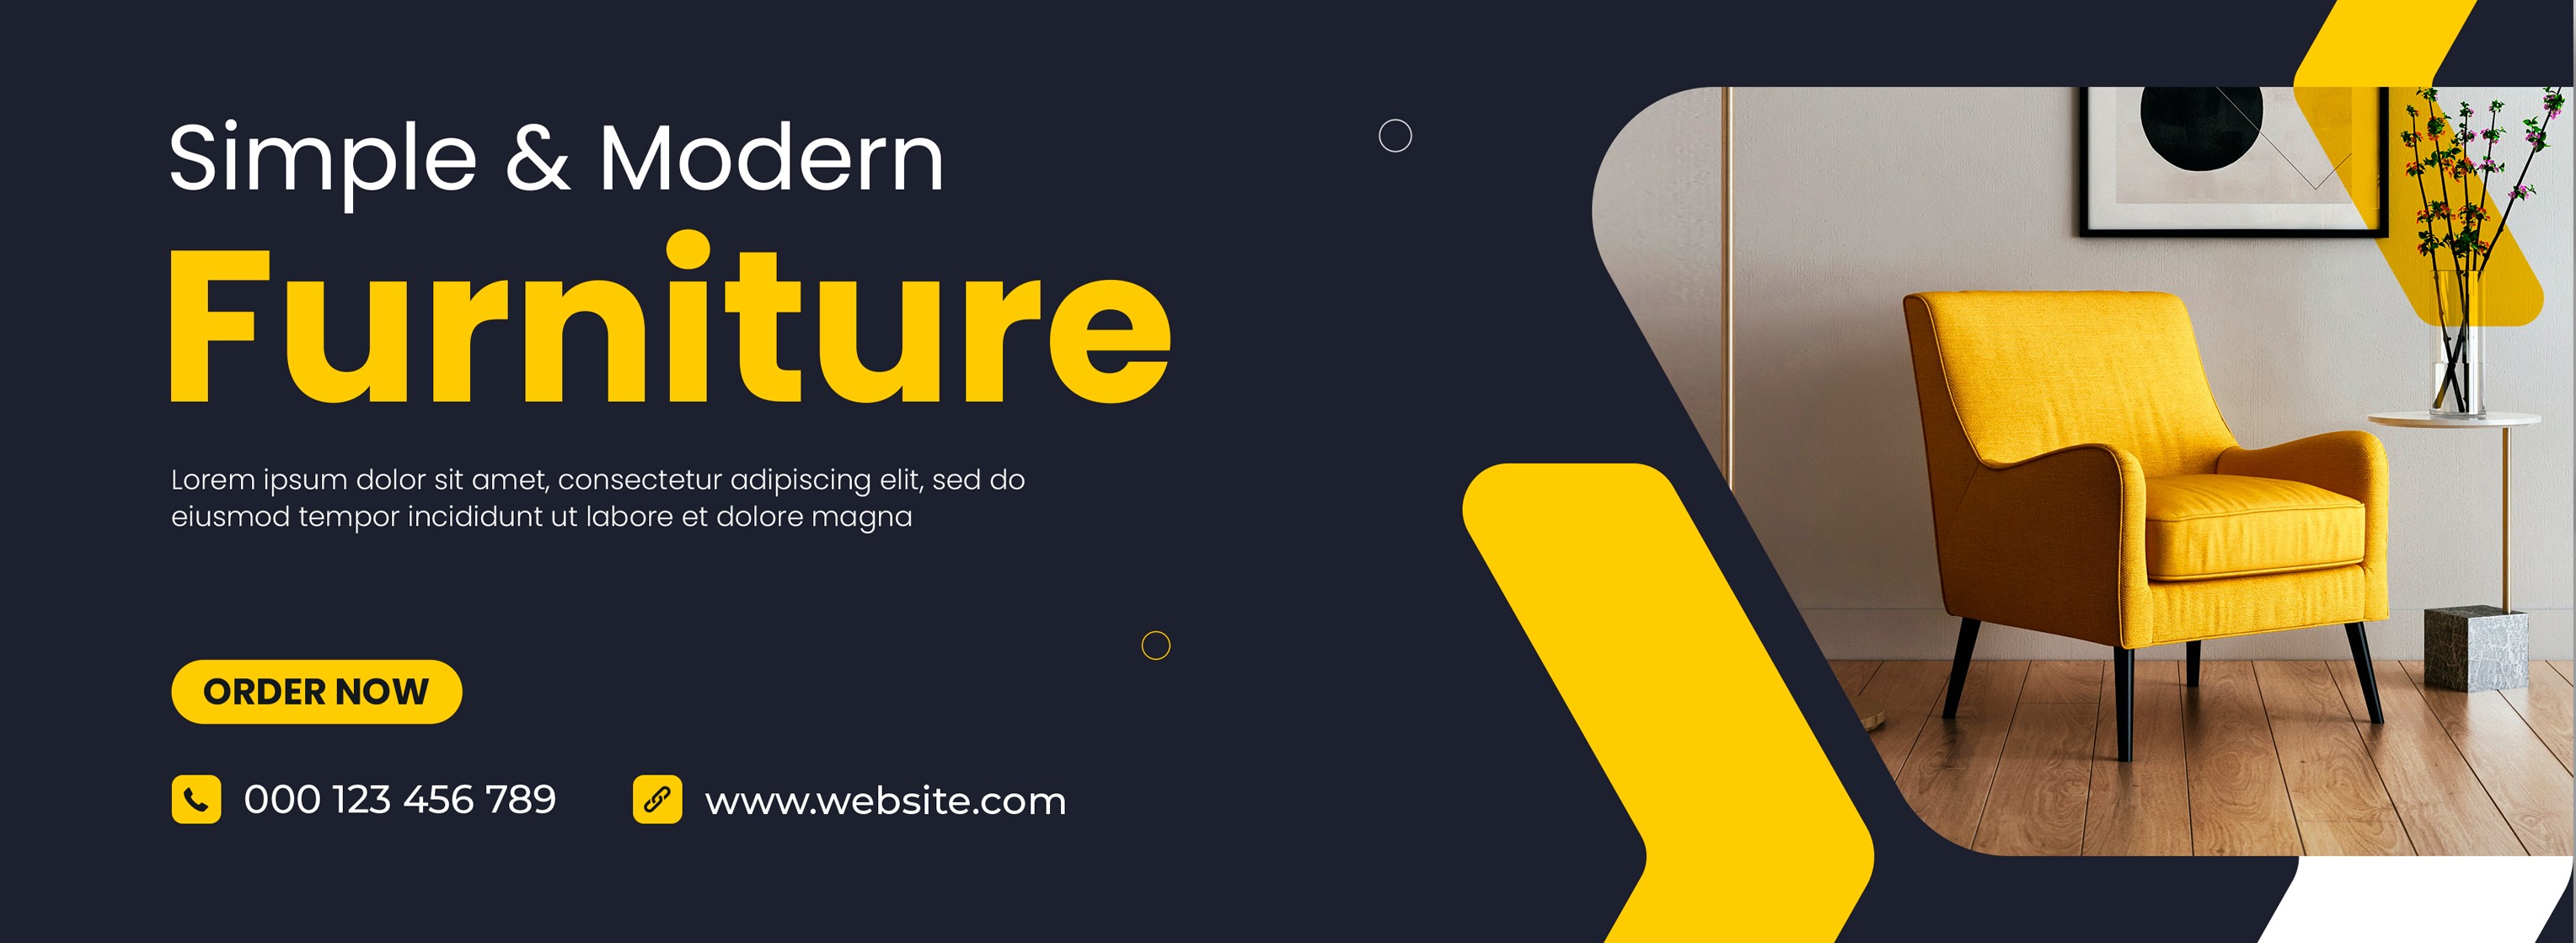 Simple & Modern
Furniture
Lorem ipsum dolor sit amet, consectetur adipiscing elit, sed do
eiusmod tempor incididunt ut labore et dolore magna
ORDER NOW
000 123 456 789
www.website.com